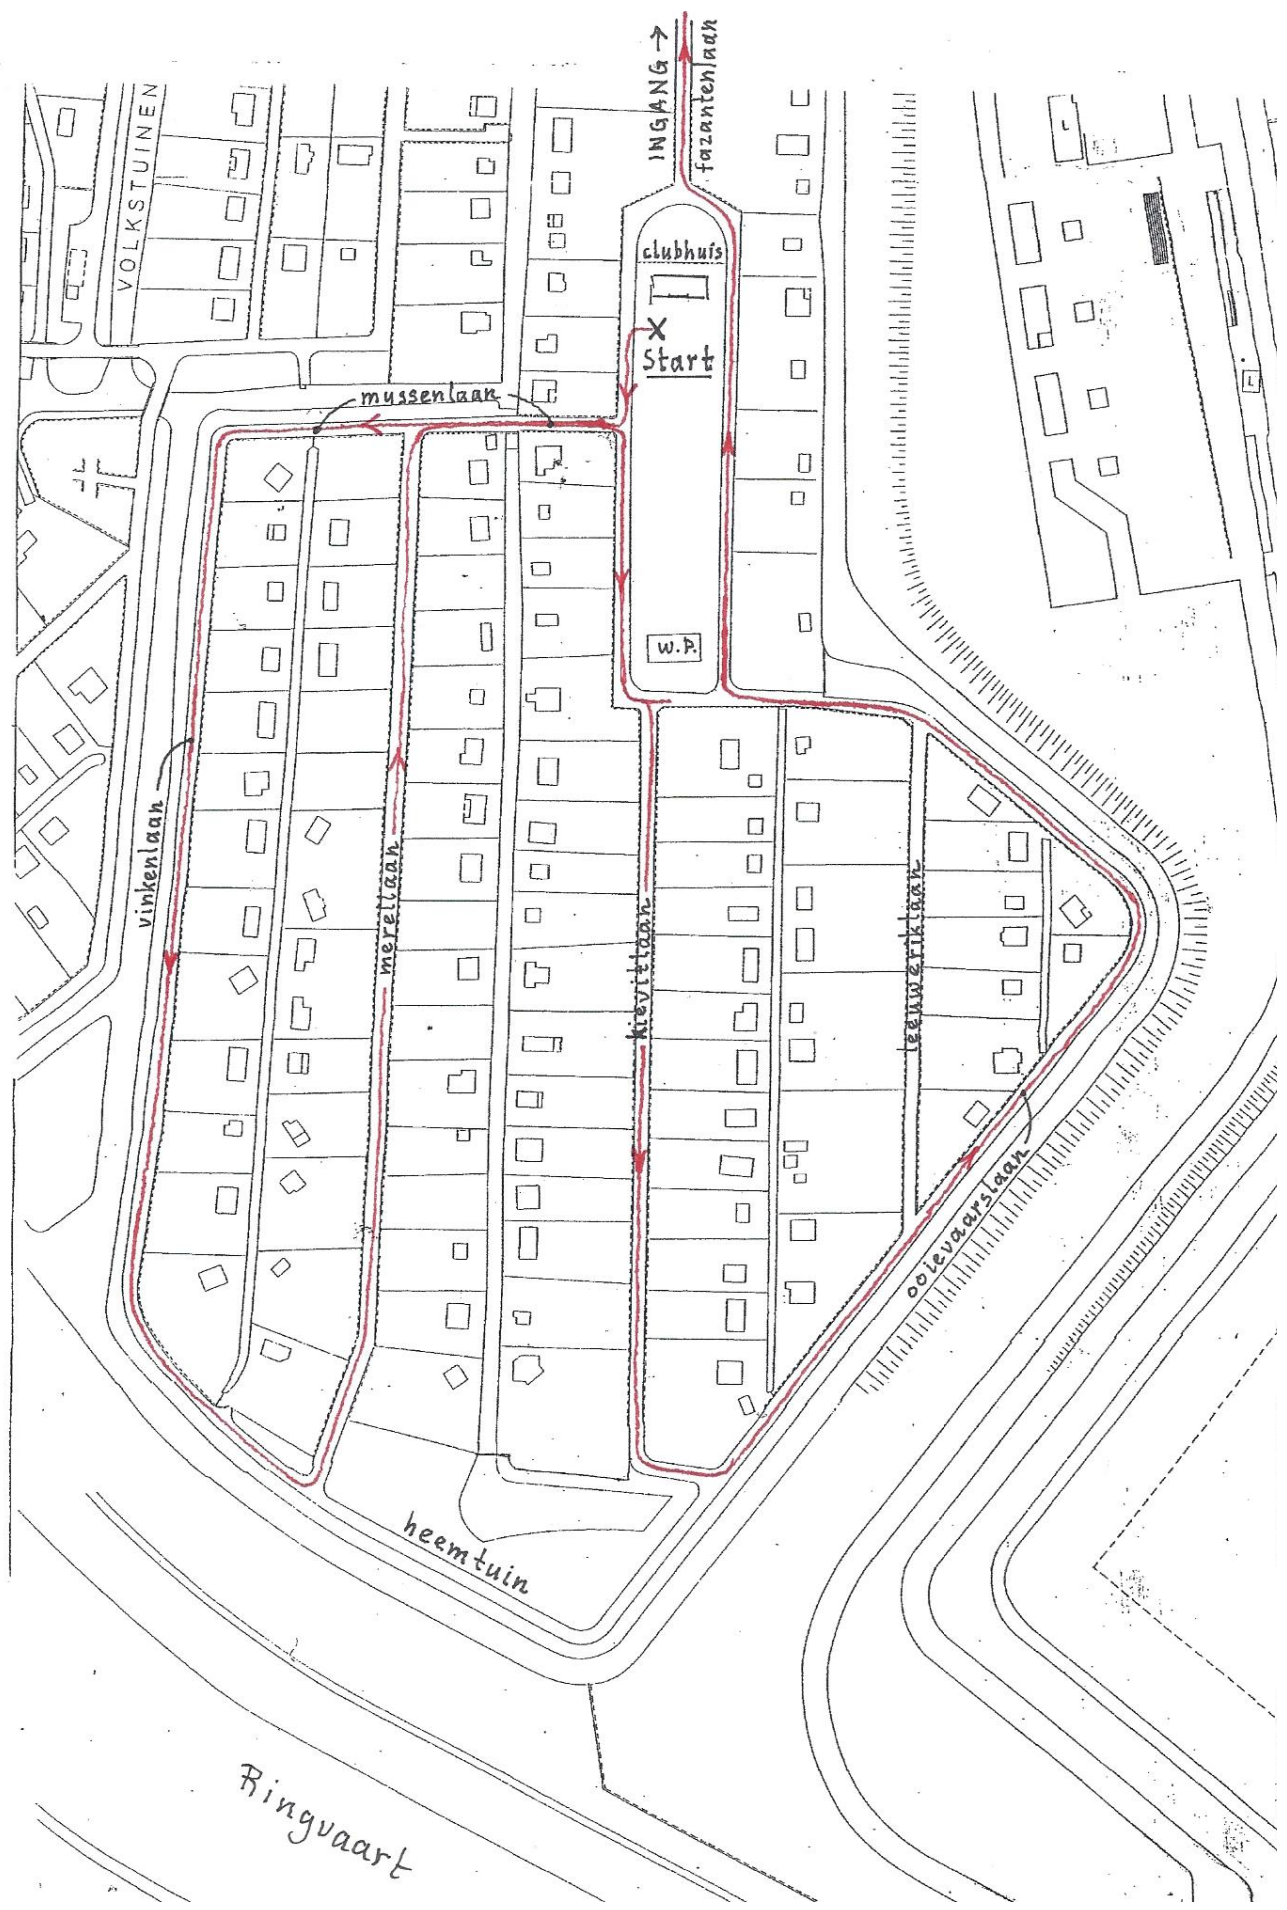 INGANG →
fazantenlaan
VOLKSTUINEN
clubhuis
X
Start
mussenlaan
W.P.
vinkenlaan
merellaan
kievitlaan
leeuweriklaan
ooievaarslaan
heemtuin
Ringvaart